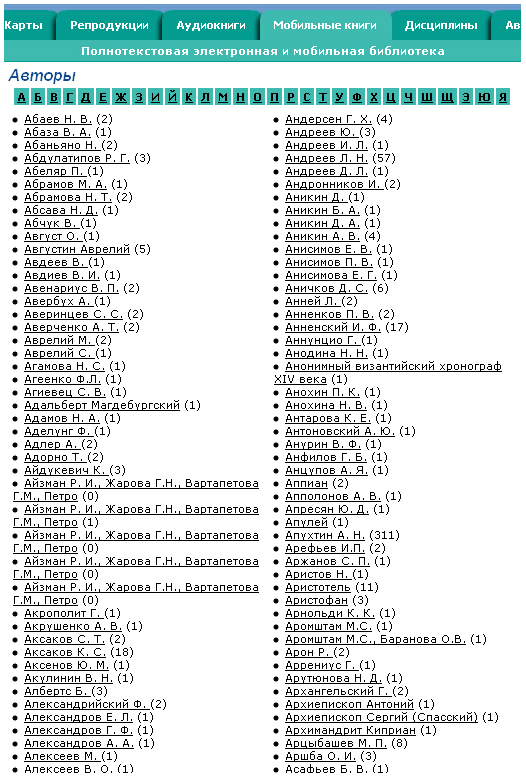 Карты Репродукции Аудиокниги Мобильные книги Дисциплины Ав
Полнотекстовая электронная и мобильная библиотека
Авторы
А Б В Г Д Е Ж З И Й К Л М Н О П Р С Т У Ф Х Ц Ч Ш Щ Э Ю Я
Абаев Н. В. (2)
Абаза В. А. (1)
Абаньяно Н. (2)
Абдулатипов Р. Г. (3)
Абеляр П. (1)
Абрамов М. А. (1)
Абрамова Н. Т. (2)
Абсава Н. Д. (1)
Абчук В. (1)
Август О. (1)
Августин Аврелий (5)
Авдеев В. (1)
Авдиев В. И. (1)
Авенариус В. П. (2)
Авербух А. (1)
Аверинцев С. С. (2)
Аверченко А. Т. (2)
Аврелий М. (2)
Аврелий С. (1)
Агамова Н. С. (1)
Агеенко Ф.Л. (1)
Агиевец С. В. (1)
Адальберт Магдебургский (1)
Адамов Н. А. (1)
Аделунг Ф. (1)
Адлер А. (2)
Адорно Т. (2)
Айдукевич К. (3)
Айзман Р. И., Жарова Г.Н., Вартапетова
Г.М., Петро (0)
Айзман Р. И., Жарова Г.Н., Вартапетова
Г.М., Петро (1)
Айзман Р. И., Жарова Г.Н., Вартапетова
Г.М., Петро (0)
Айзман Р. И., Жарова Г.Н., Вартапетова
Г.М., Петро (0)
Айзман Р. И., Жарова Г.Н., Вартапетова
Г.М., Петро (0)
Акрополит Г. (1)
Акрушенко А. В. (1)
Аксаков С. Т. (2)
Аксаков К. С. (18)
Аксенов Ю. М. (1)
Акулинин В. Н. (1)
Албертс Б. (3)
Александрийский Ф. (2)
Александров Е. Л. (1)
Александров Г. Ф. (1)
Александров А. А. (1)
Алексеев М. (1)
Алексеев В. О. (1)
Андерсен Г. Х. (4)
Андреев Ю. (3)
Андреев И. Л. (1)
Андреев Л. Н. (57)
Андреев Д. Л. (1)
Андронников И. (2)
Аникин Д. (1)
Аникин Б. А. (1)
Аникин Д. А. (1)
Аникин А. В. (4)
Анисимов Е. В. (1)
Анисимов П. В. (1)
Анисимова Е. Г. (1)
Аничков Д. С. (6)
Анней Л. (2)
Анненков П. В. (2)
Анненский И. Ф. (17)
Аннунцио Г. (1)
Анодина Н. Н. (1)
Анонимный византийский хронограф
XIV века (1)
Анохин П. К. (1)
Анохина Н. В. (1)
Антарова К. Е. (1)
Антоновский А. Ю. (1)
Анурин В. Ф. (1)
Анфилов Г. Б. (1)
Анцупов А. Я. (1)
Аппиан (2)
Апполонов А. В. (1)
Апресян Ю. Д. (1)
Апулей (1)
Апухтин А. Н. (311)
Арефьев И.П. (2)
Аржанов С. П. (1)
Аристов Н. (1)
Аристотель (11)
Аристофан (3)
Арнольди К. К. (1)
Аромштам М.С. (1)
Аромштам М.С., Баранова О.В. (1)
Арон Р. (2)
Аррениус Г. (1)
Арутюнова Н. Д. (1)
Архангельский Г. (2)
Архиепископ Антоний (1)
Архиепископ Сергий (Спасский) (1)
Архимандрит Киприан (1)
Арцыбашев М. П. (8)
Аршба О. И. (3)
Асафьев Б. В. (1)